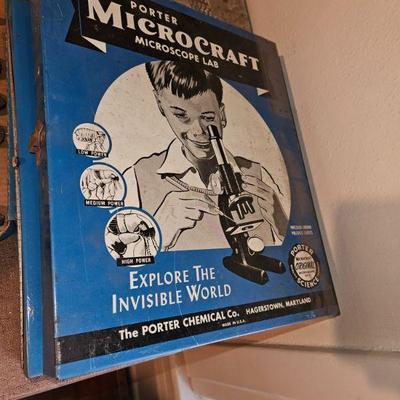 PORTER
MICROCRAFT
MICROSCOPE LAB
LOW POWER
MEDIUM POWER
HIGH POWER
EXPLORE THE
INVISIBLE WORLD
PORTER
ORIGINAL
SCIENCE
The PORTER CHEMICAL Co. HAGERSTOWN, MARYLAND
MADE IN U.S.A.